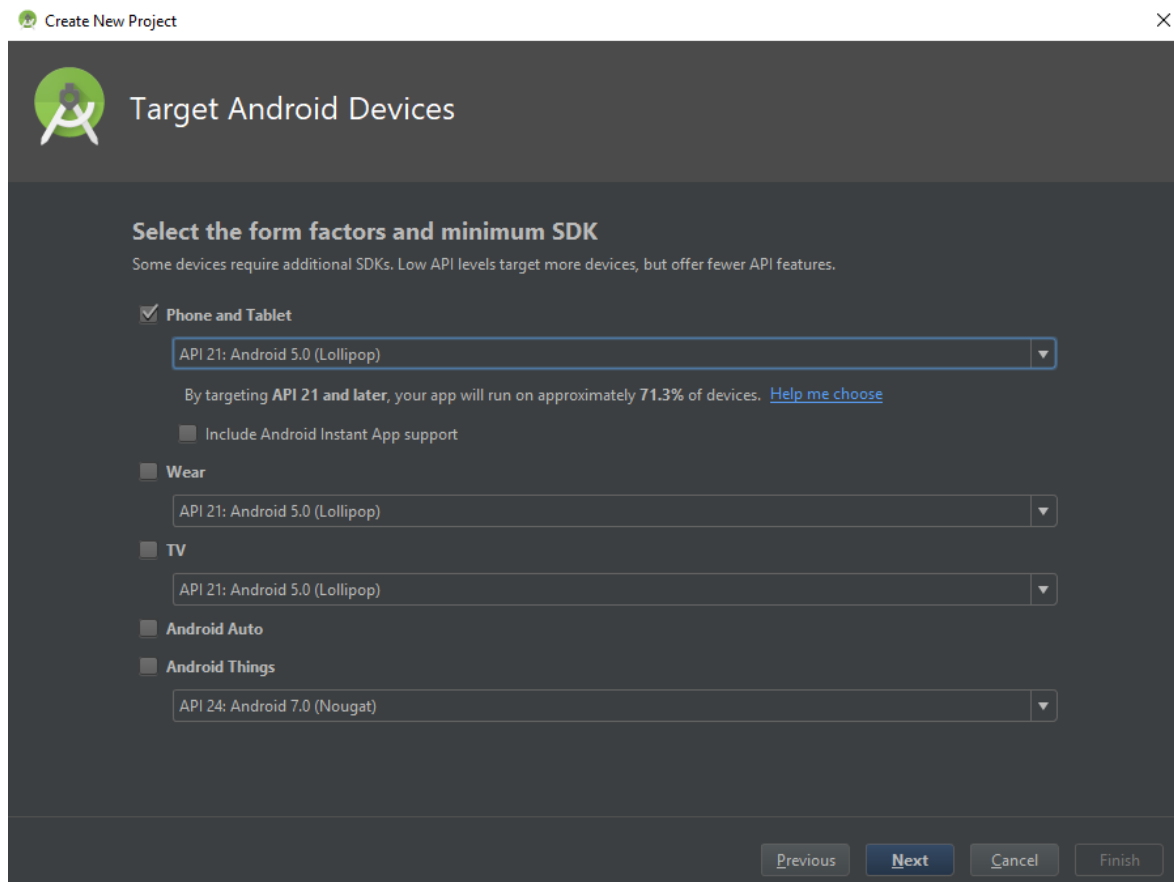 Create New Project
Target Android Devices
Select the form factors and minimum SDK
Some devices require additional SDKs. Low API levels target more devices, but offer fewer API features.
Phone and Tablet
API 21: Android 5.0 (Lollipop)
By targeting API 21 and later, your app will run on approximately 71.3% of devices. Help me choose
Include Android Instant App support
Wear
API 21: Android 5.0 (Lollipop)
TV
API 21: Android 5.0 (Lollipop)
Android Auto
Android Things
API 24: Android 7.0 (Nougat)
Previous Next Cancel Finish